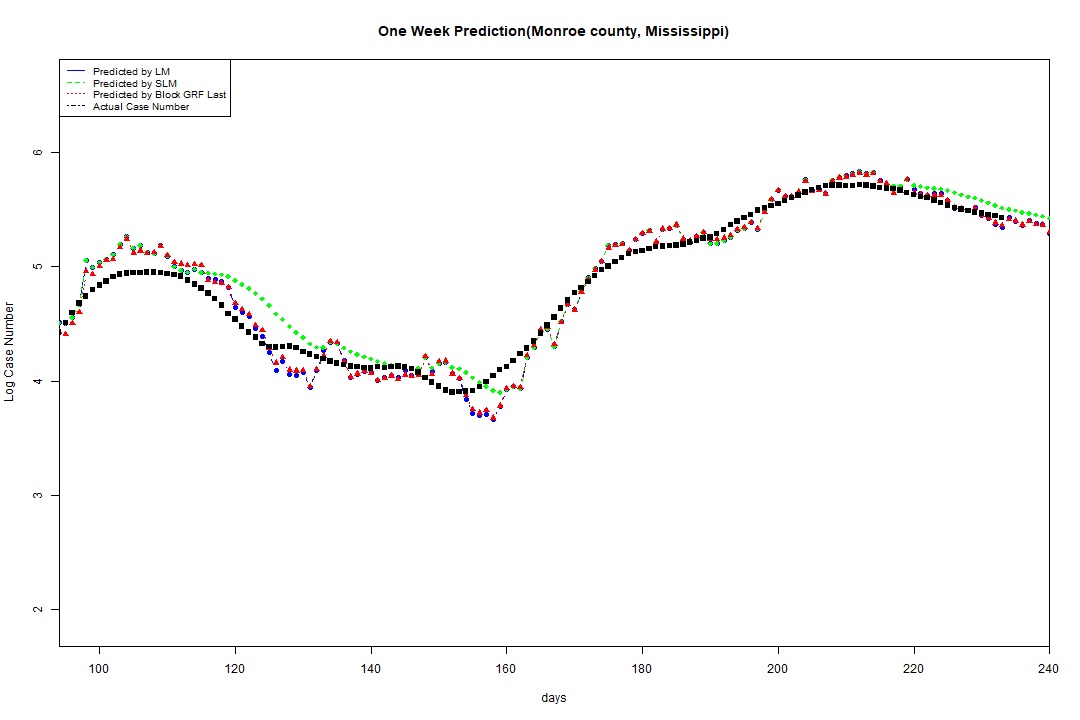 One Week Prediction(Monroe county, Mississippi)
Predicted by LM
Predicted by SLM
Predicted by Block GRF Last
Actual Case Number
6
5
4
3
2
Log Case Number
100 120 140 160 180 200 220 240
days